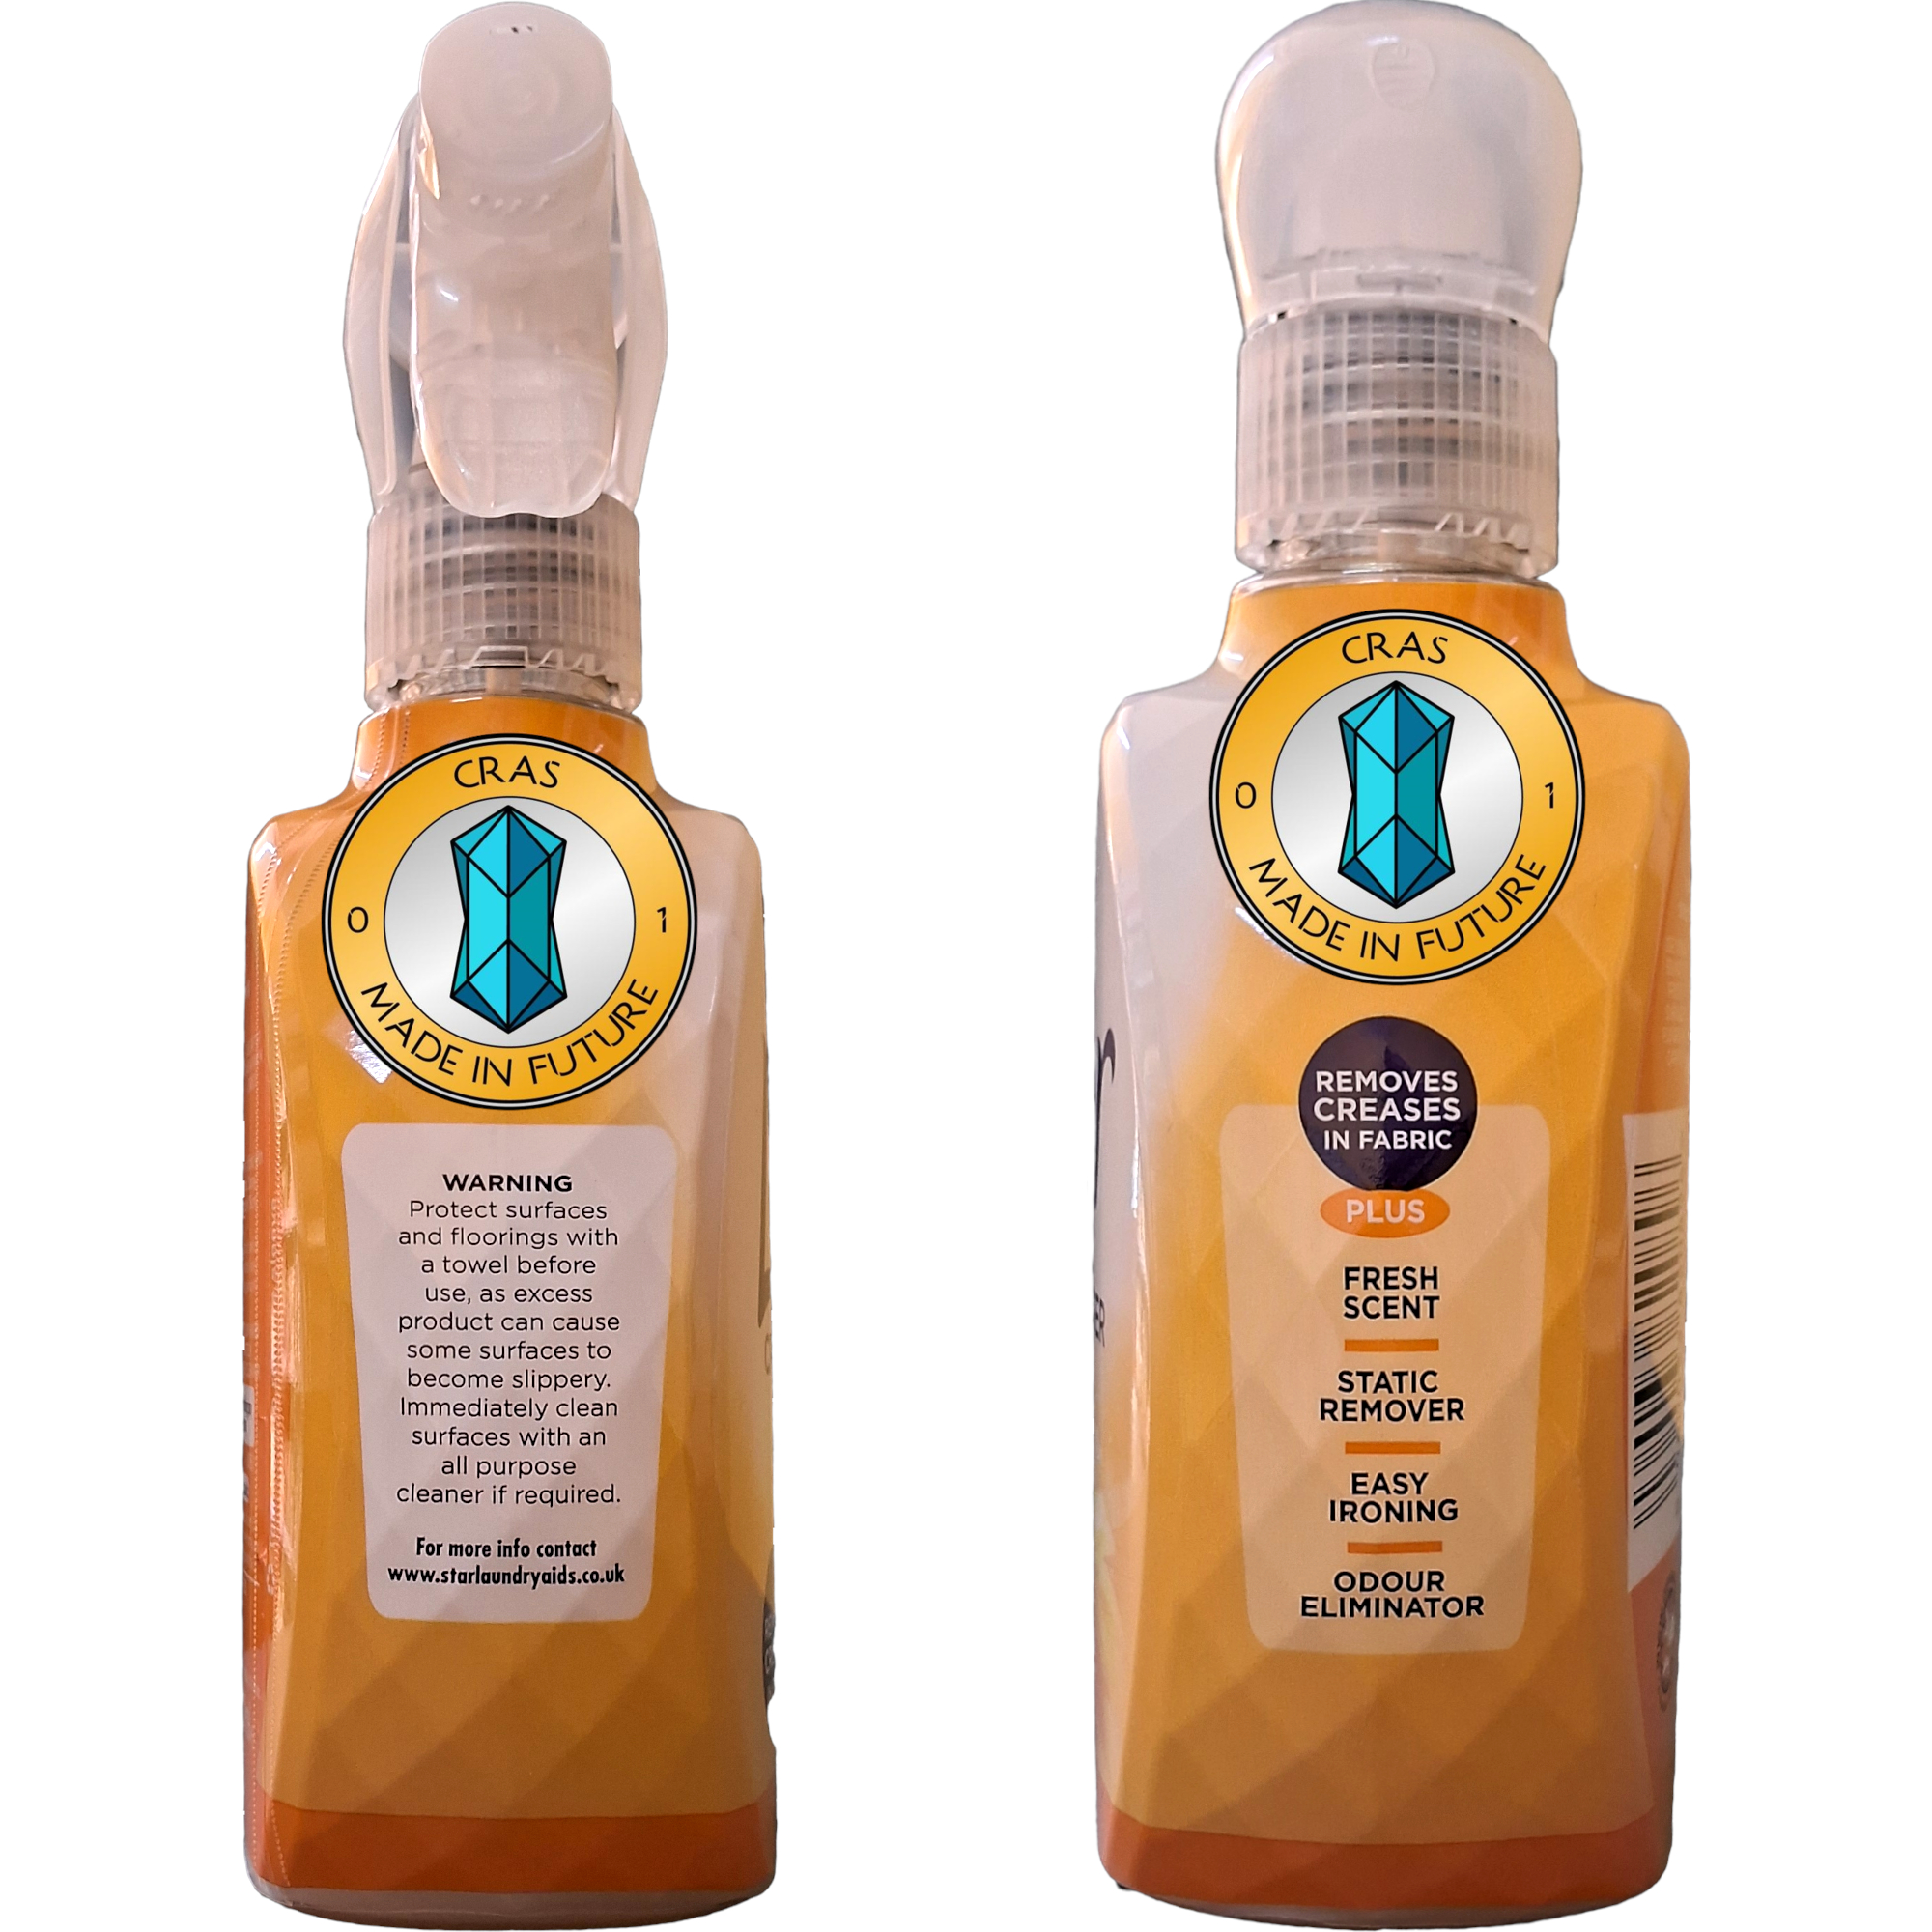 CRAS
0 1
MADE IN FUTURE
WARNING
Protect surfaces
and floorings with
a towel before
use, as excess
product can cause
some surfaces to
become slippery.
Immediately clean
surfaces with an
all purpose
cleaner if required.
For more info contact
www.starlaundryaids.co.uk
CRAS
0 1
MADE IN FUTURE
REMOVES
CREASES
IN FABRIC
PLUS
FRESH
SCENT
STATIC
REMOVER
EASY
IRONING
ODOUR
ELIMINATOR